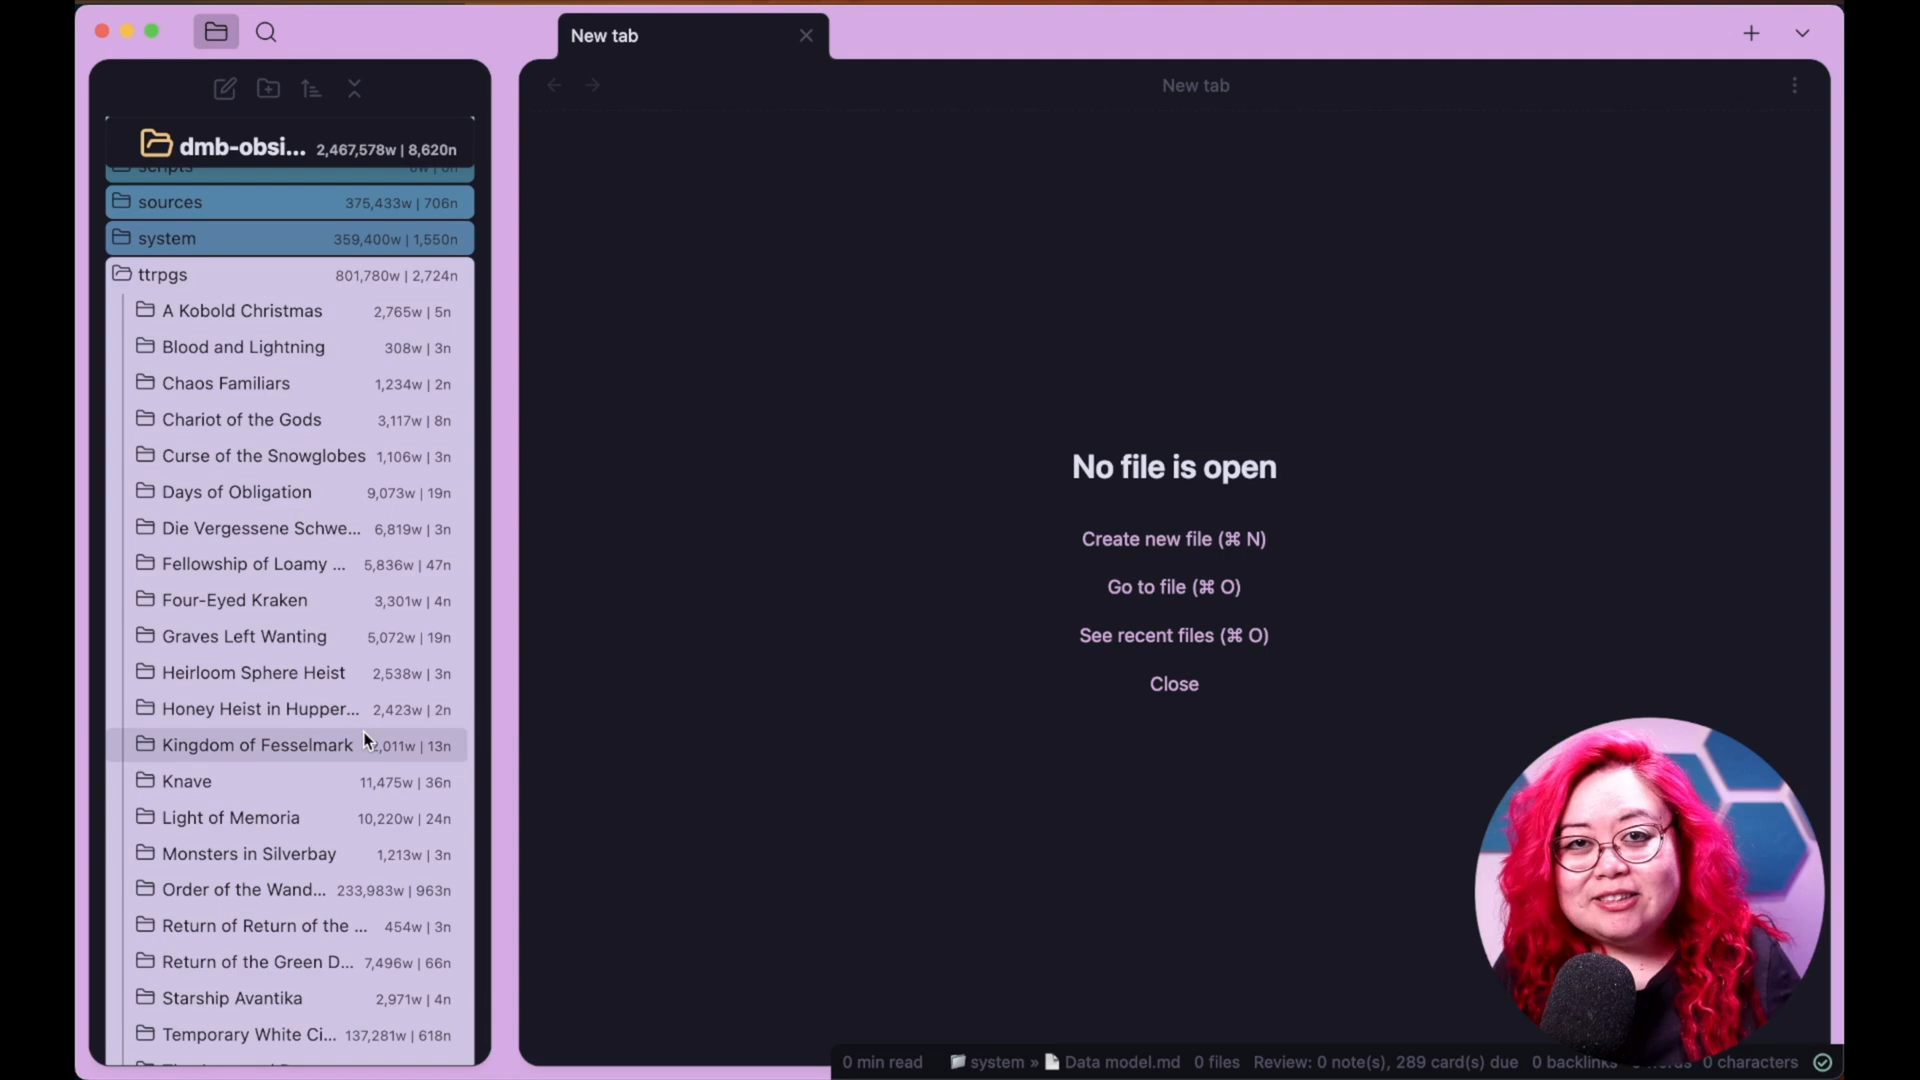 New tab
New tab
dmb-obsi... 2,467,578w | 8,620n
scripts
sources 375,433w | 706n
system 359,400w | 1,550n
ttrpgs 801,780w | 2,724n
A Kobold Christmas 2,765w | 5n
Blood and Lightning 308w | 3n
Chaos Familiars 1,234w | 2n
Chariot of the Gods 3,117w | 8n
Curse of the Snowglobes 1,106w | 3n
Days of Obligation 9,073w | 19n
Die Vergessene Schwe... 6,819w | 3n
Fellowship of Loamy ... 5,836w | 47n
Four-Eyed Kraken 3,301w | 4n
Graves Left Wanting 5,072w | 19n
Heirloom Sphere Heist 2,538w | 3n
Honey Heist in Hupper... 2,423w | 2n
Kingdom of Fesselmark ,011w | 13n
Knave 11,475w | 36n
Light of Memoria 10,220w | 24n
Monsters in Silverbay 1,213w | 3n
Order of the Wand... 233,983w | 963n
Return of Return of the ... 454w | 3n
Return of the Green D... 7,496w | 66n
Starship Avantika 2,971w | 4n
Temporary White Ci... 137,281w | 618n
No file is open
Create new file (⌘ N)
Go to file (⌘ O)
See recent files (⌘ O)
Close
0 min read system » Data model.md 0 files Review: 0 note(s), 289 card(s) due 0 backlinks 0 characters